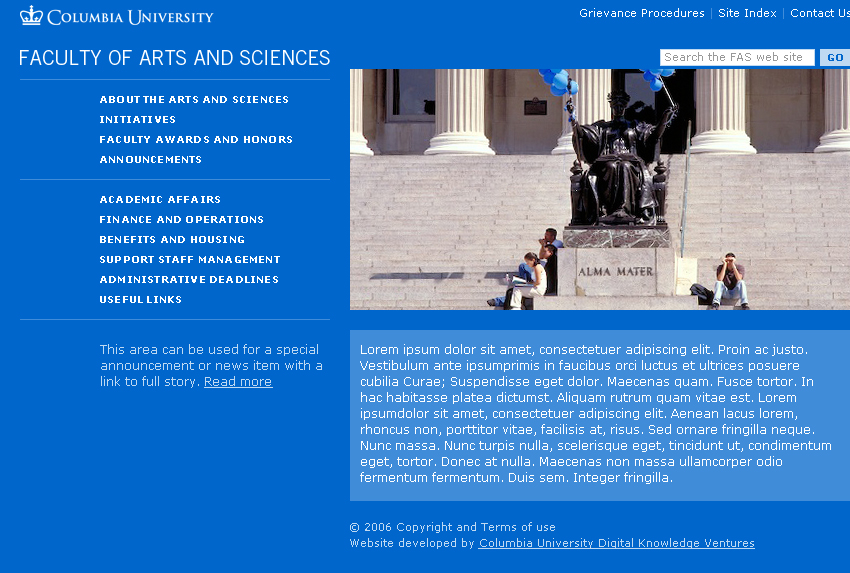 COLUMBIA UNIVERSITY
Grievance Procedures | Site Index | Contact Us
FACULTY OF ARTS AND SCIENCES
Search the FAS web site GO
ABOUT THE ARTS AND SCIENCES
INITIATIVES
FACULTY AWARDS AND HONORS
ANNOUNCEMENTS
ACADEMIC AFFAIRS
FINANCE AND OPERATIONS
BENEFITS AND HOUSING
SUPPORT STAFF MANAGEMENT
ADMINISTRATIVE DEADLINES
USEFUL LINKS
ALMA MATER
This area can be used for a special
announcement or news item with a
link to full story. Read more
Lorem ipsum dolor sit amet, consectetuer adipiscing elit. Proin ac justo.
Vestibulum ante ipsumprimis in faucibus orci luctus et ultrices posuere
cubilia Curae; Suspendisse eget dolor. Maecenas quam. Fusce tortor. In
hac habitasse platea dictumst. Aliquam rutrum quam vitae est. Lorem
ipsumdolor sit amet, consectetuer adipiscing elit. Aenean lacus lorem,
rhoncus non, porttitor vitae, facilisis at, risus. Sed ornare fringilla neque.
Nunc massa. Nunc turpis nulla, scelerisque eget, tincidunt ut, condimentum
eget, tortor. Donec at nulla. Maecenas non massa ullamcorper odio
fermentum fermentum. Duis sem. Integer fringilla.
© 2006 Copyright and Terms of use
Website developed by Columbia University Digital Knowledge Ventures